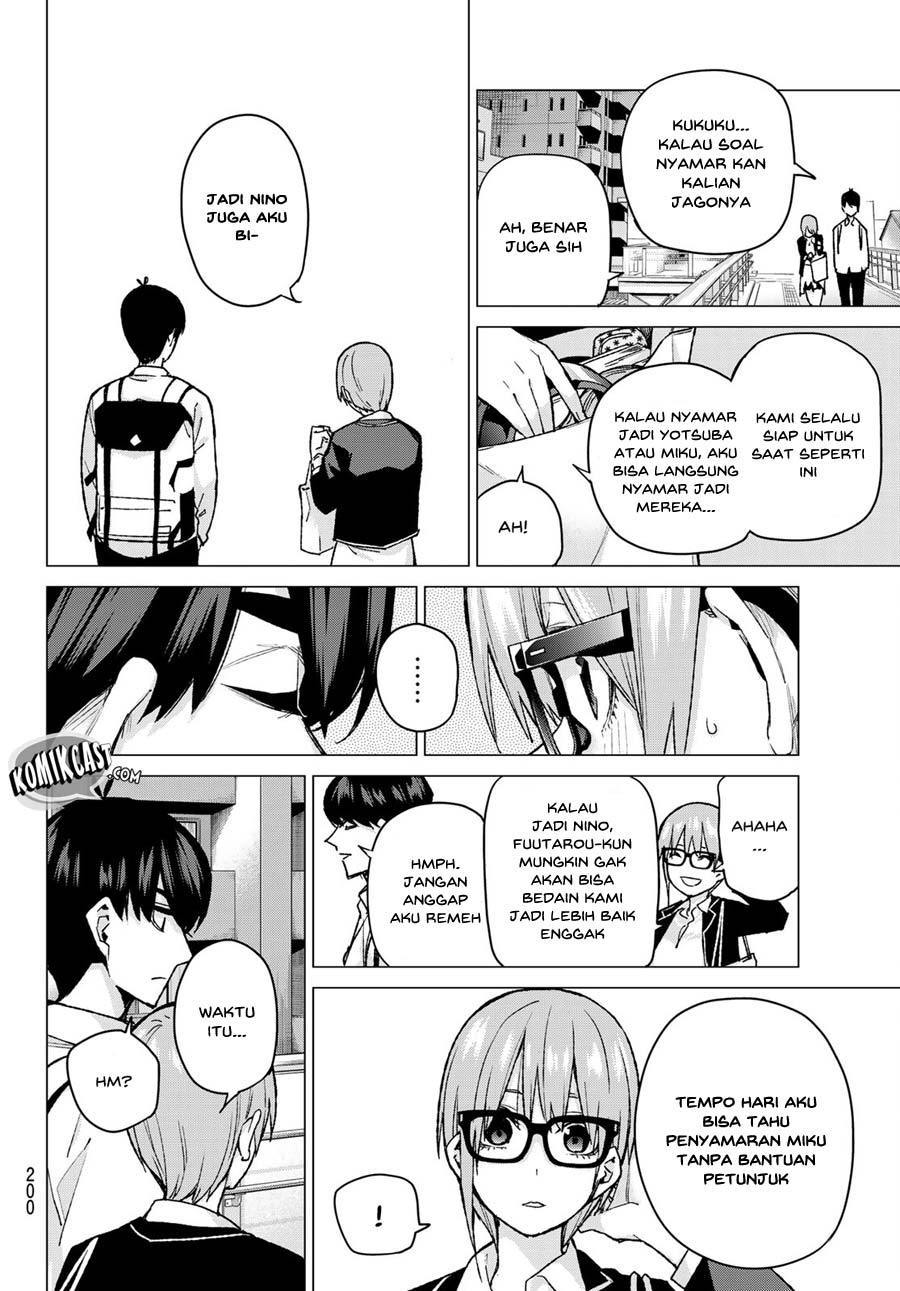 KUKUKU...
KALAU SOAL
NYAMAR KAN
KALIAN
JAGONYA
AH, BENAR
JUGA SIH
KAMI SELALU
SIAP UNTUK
SAAT SEPERTI
INI
KALAU NYAMAR
JADI YOTSUBA
ATAU MIKU, AKU
BISA LANGSUNG
NYAMAR JADI
MEREKA...
AH!
JADI NINO
JUGA AKU
BI-
......
AHAHA
...
KALAU
JADI NINO,
FUUTAROU-KUN
MUNGKIN GAK
AKAN BISA
BEDAIN KAMI
JADI LEBIH BAIK
ENGGAK
HMPH.
JANGAN
ANGGAP
AKU REMEH
KOMIKCAST
.COM
WAKTU
ITU...
HM?
TEMPO HARI AKU
BISA TAHU
PENYAMARAN MIKU
TANPA BANTUAN
PETUNJUK
!
200